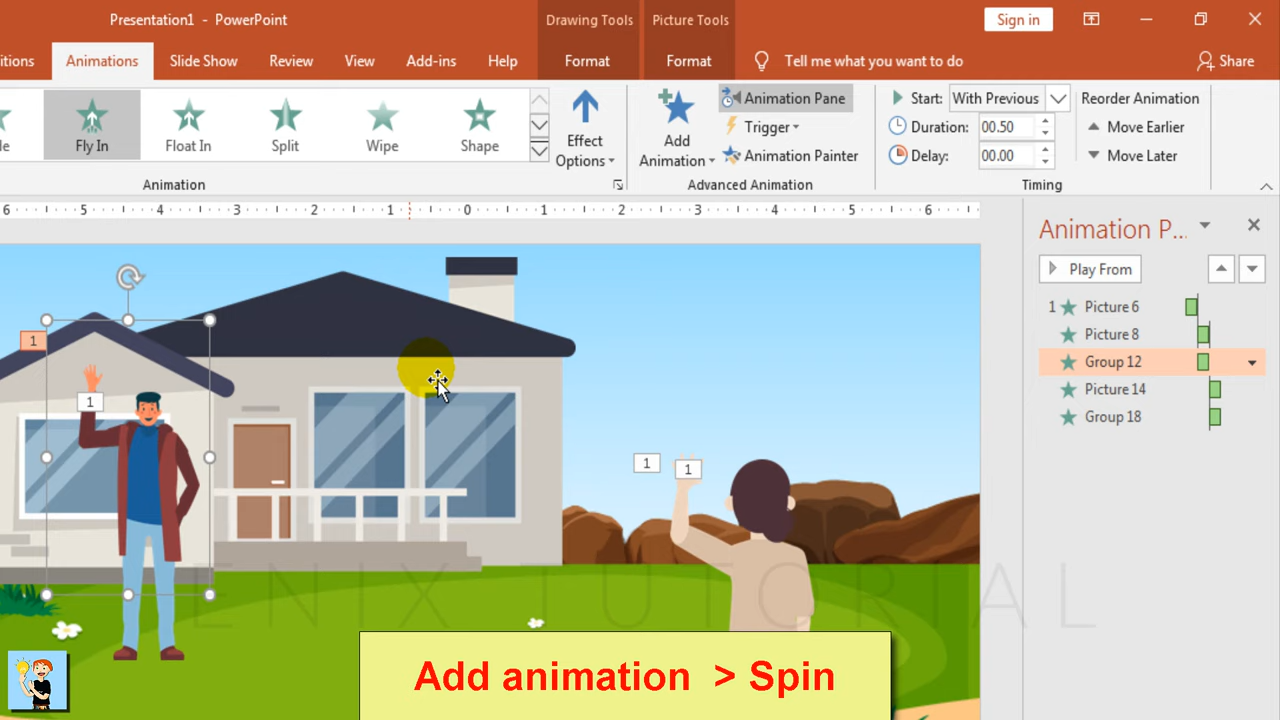 Presentation1 - PowerPoint
Drawing Tools
Picture Tools
Sign in
itions
Animations
Slide Show
Review
View
Add-ins
Help
Format
Format
Tell me what you want to do
Share
le
Fly In
Float In
Split
Wipe
Shape
Effect
Options
Add
Animation
Animation Pane
Trigger
Animation Painter
Start: With Previous
Duration: 00.50
Delay: 00.00
Reorder Animation
Move Earlier
Move Later
Animation
Advanced Animation
Timing
6 5 4 3 2 1 0 1 2 3 4 5 6
Animation P...
Play From
1 Picture 6
Picture 8
Group 12
Picture 14
Group 18
1
1
1
1
ENIX TUTORIAL
Add animation > Spin